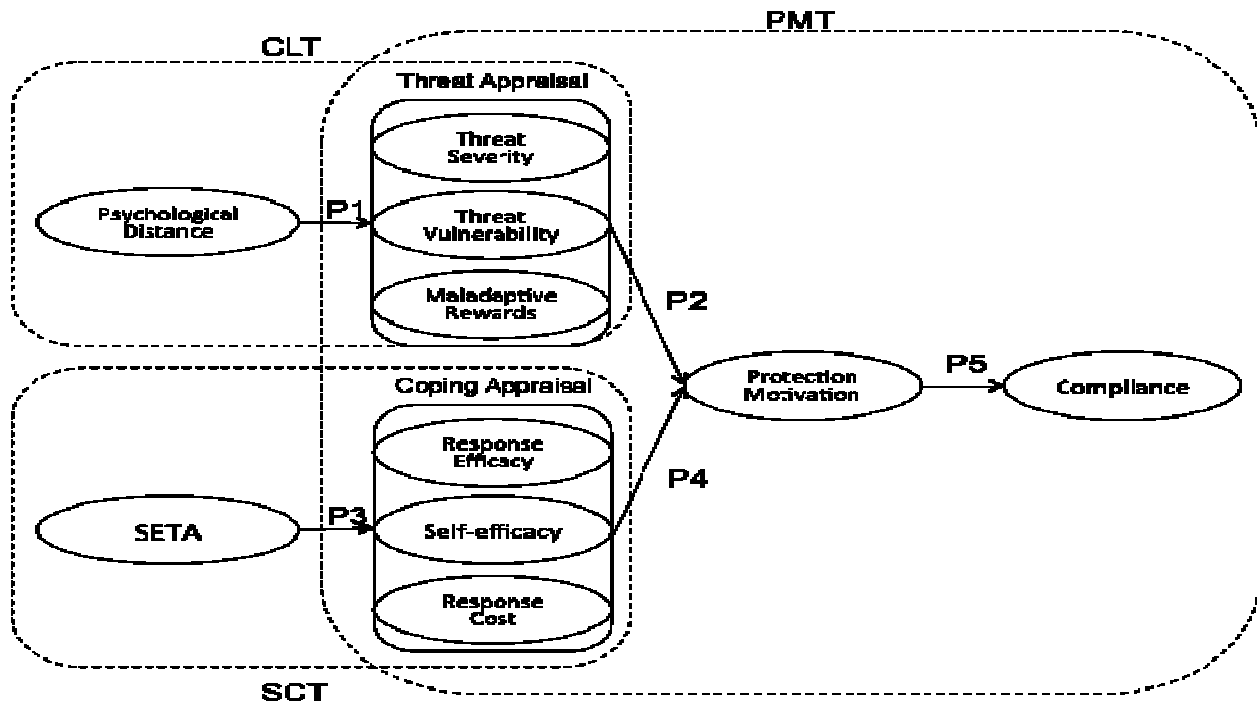 PMT
CLT
Threat Appraisal
Threat
Severity
Psychological
Distance
P1
Threat
Vulnerability
Maladaptive
Rewards
P2
Protection
Motivation
P5
Compliance
Coping Appraisal
Response
Efficacy
P4
SETA
P3
Self-efficacy
Response
Cost
SCT